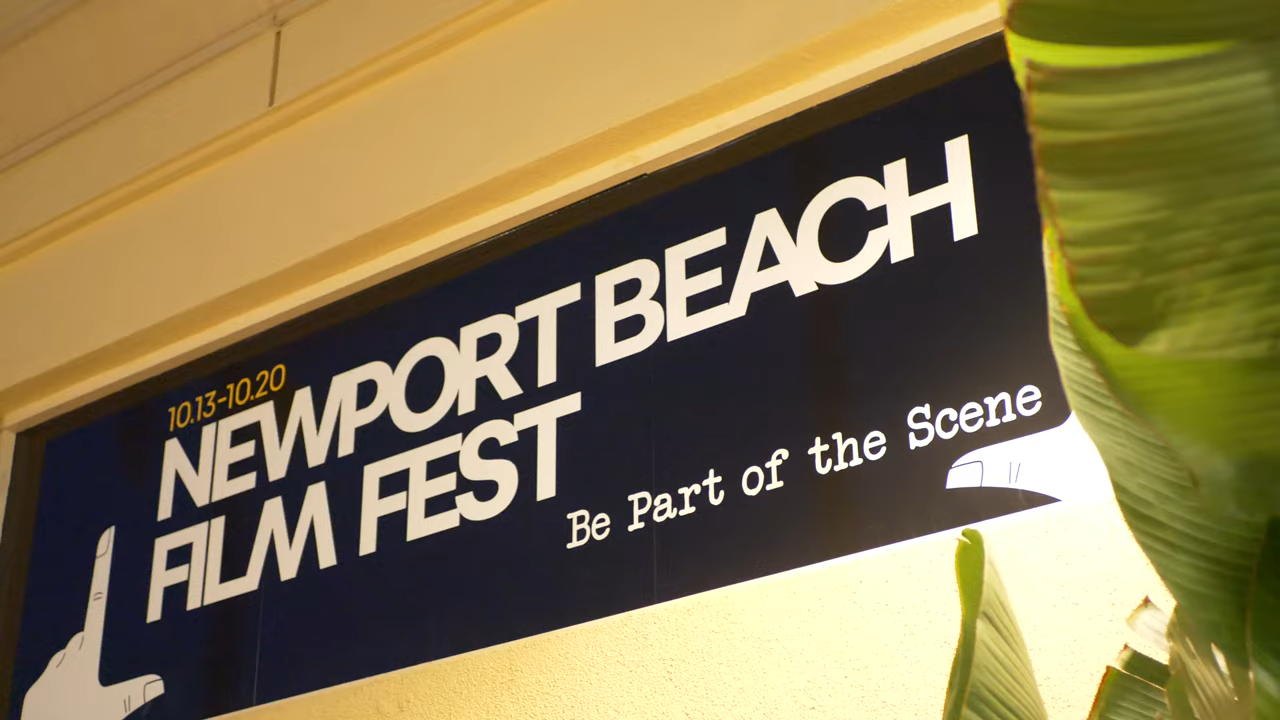 10.13-10.20
NEWPORT BEACH
FILM FEST
Be Part of the Scene